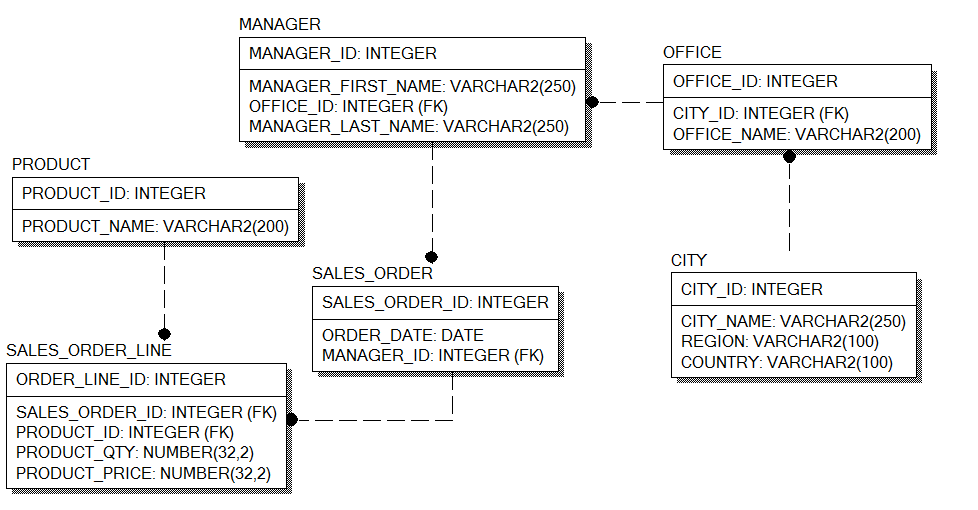 MANAGER
MANAGER_ID: INTEGER
MANAGER_FIRST_NAME: VARCHAR2(250)
OFFICE_ID: INTEGER (FK)
MANAGER_LAST_NAME: VARCHAR2(250)
OFFICE
OFFICE_ID: INTEGER
CITY_ID: INTEGER (FK)
OFFICE_NAME: VARCHAR2(200)
PRODUCT
PRODUCT_ID: INTEGER
PRODUCT_NAME: VARCHAR2(200)
SALES_ORDER
SALES_ORDER_ID: INTEGER
ORDER_DATE: DATE
MANAGER_ID: INTEGER (FK)
CITY
CITY_ID: INTEGER
CITY_NAME: VARCHAR2(250)
REGION: VARCHAR2(100)
COUNTRY: VARCHAR2(100)
SALES_ORDER_LINE
ORDER_LINE_ID: INTEGER
SALES_ORDER_ID: INTEGER (FK)
PRODUCT_ID: INTEGER (FK)
PRODUCT_QTY: NUMBER(32,2)
PRODUCT_PRICE: NUMBER(32,2)